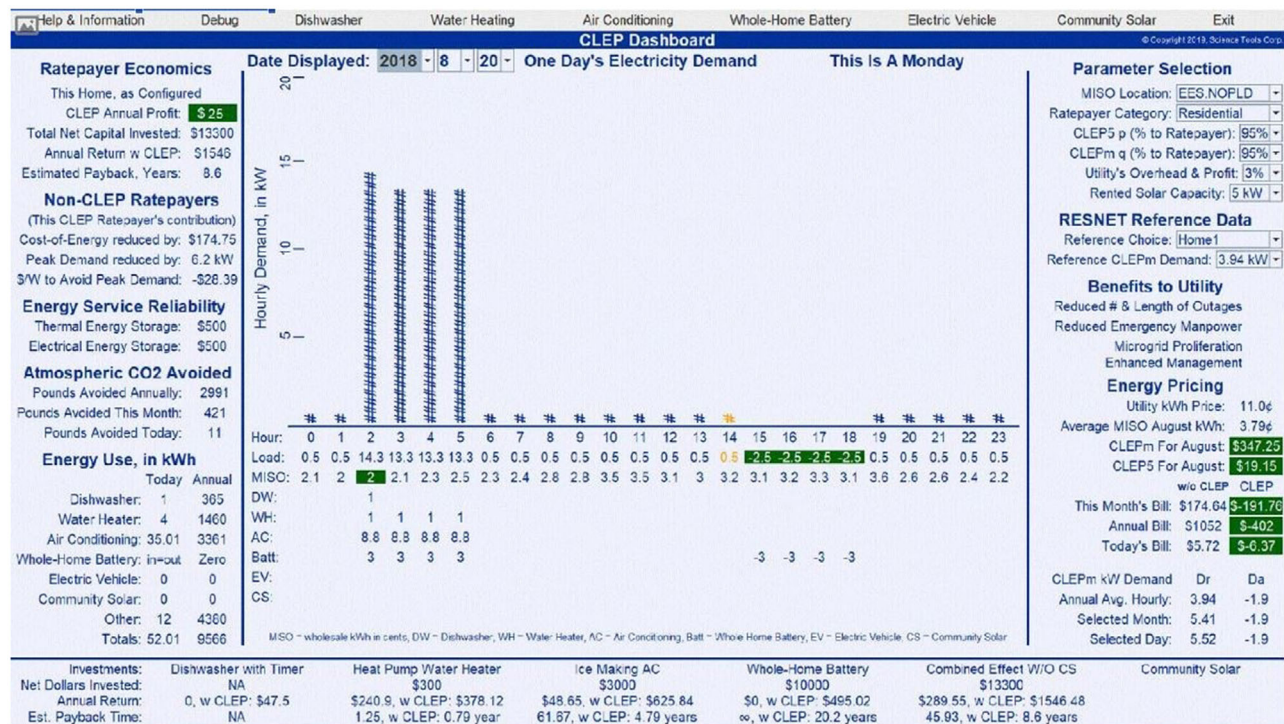 Help & Information Debug Dishwasher Water Heating Air Conditioning Whole-Home Battery Electric Vehicle Community Solar Exit
CLEP Dashboard
© Copyright 2019, Science Tools Corp.
Ratepayer Economics
This Home, as Configured
CLEP Annual Profit: $ 25
Total Net Capital Invested: $13300
Annual Return w CLEP: $1546
Estimated Payback, Years: 8.6
Non-CLEP Ratepayers
(This CLEP Ratepayer's contribution)
Cost-of-Energy reduced by: $174.75
Peak Demand reduced by: 6.2 kW
$/W to Avoid Peak Demand: -$28.39
Energy Service Reliability
Thermal Energy Storage: $500
Electrical Energy Storage: $500
Atmospheric CO2 Avoided
Pounds Avoided Annually: 2991
Pounds Avoided This Month: 421
Pounds Avoided Today: 11
Energy Use, in kWh
Today Annual
Dishwasher: 1 365
Water Heater: 4 1460
Air Conditioning: 35.01 3361
Whole-Home Battery: in=out Zero
Electric Vehicle: 0 0
Community Solar: 0 0
Other: 12 4380
Totals: 52.01 9566
Date Displayed: 2018 8 20 One Day's Electricity Demand This Is A Monday
Hourly Demand, in kW
20
15
10
5
Hour: 0 1 2 3 4 5 6 7 8 9 10 11 12 13 14 15 16 17 18 19 20 21 22 23
Load: 0.5 0.5 14.3 13.3 13.3 13.3 0.5 0.5 0.5 0.5 0.5 0.5 0.5 0.5 0.5 -2.5 -2.5 -2.5 -2.5 0.5 0.5 0.5 0.5 0.5
MISO: 2.1 2 2 2.1 2.3 2.5 2.3 2.4 2.8 2.8 3.5 3.5 3.1 3 3.2 3.1 3.2 3.3 3.1 3.6 2.6 2.6 2.4 2.2
DW: 1
WH: 1 1 1 1
AC: 8.8 8.8 8.8 8.8
Batt: 3 3 3 3 -3 -3 -3 -3
EV:
CS:
MISO = wholesale kWh in cents, DW = Dishwasher, WH = Water Heater, AC = Air Conditioning, Batt = Whole Home Battery, EV = Electric Vehicle, CS = Community Solar
Parameter Selection
MISO Location: EES.NOPLD
Ratepayer Category: Residential
CLEP5 p (% to Ratepayer): 95%
CLEPm q (% to Ratepayer): 95%
Utility's Overhead & Profit: 3%
Rented Solar Capacity: 5 kW
RESNET Reference Data
Reference Choice: Home1
Reference CLEPm Demand: 3.94 kW
Benefits to Utility
Reduced # & Length of Outages
Reduced Emergency Manpower
Microgrid Proliferation
Enhanced Management
Energy Pricing
Utility kWh Price: 11.0¢
Average MISO August kWh: 3.79¢
CLEPm For August: $347.25
CLEP5 For August: $19.15
w/o CLEP CLEP
This Month's Bill: $174.64 $-191.76
Annual Bill: $1052 $-402
Today's Bill: $5.72 $-6.37
CLEPm kW Demand Dr Da
Annual Avg. Hourly: 3.94 -1.9
Selected Month: 5.41 -1.9
Selected Day: 5.52 -1.9
Investments: Dishwasher with Timer Heat Pump Water Heater Ice Making AC Whole-Home Battery Combined Effect W/O CS Community Solar
Net Dollars Invested: NA $300 $3000 $10000 $13300
Annual Return: 0, w CLEP: $47.5 $240.9, w CLEP: $378.12 $48.65, w CLEP: $625.84 $0, w CLEP: $495.02 $289.55, w CLEP: $1546.48
Est. Payback Time: NA 1.25, w CLEP: 0.79 year 61.67, w CLEP: 4.79 years ∞, w CLEP: 20.2 years 45.93, w CLEP: 8.6 years